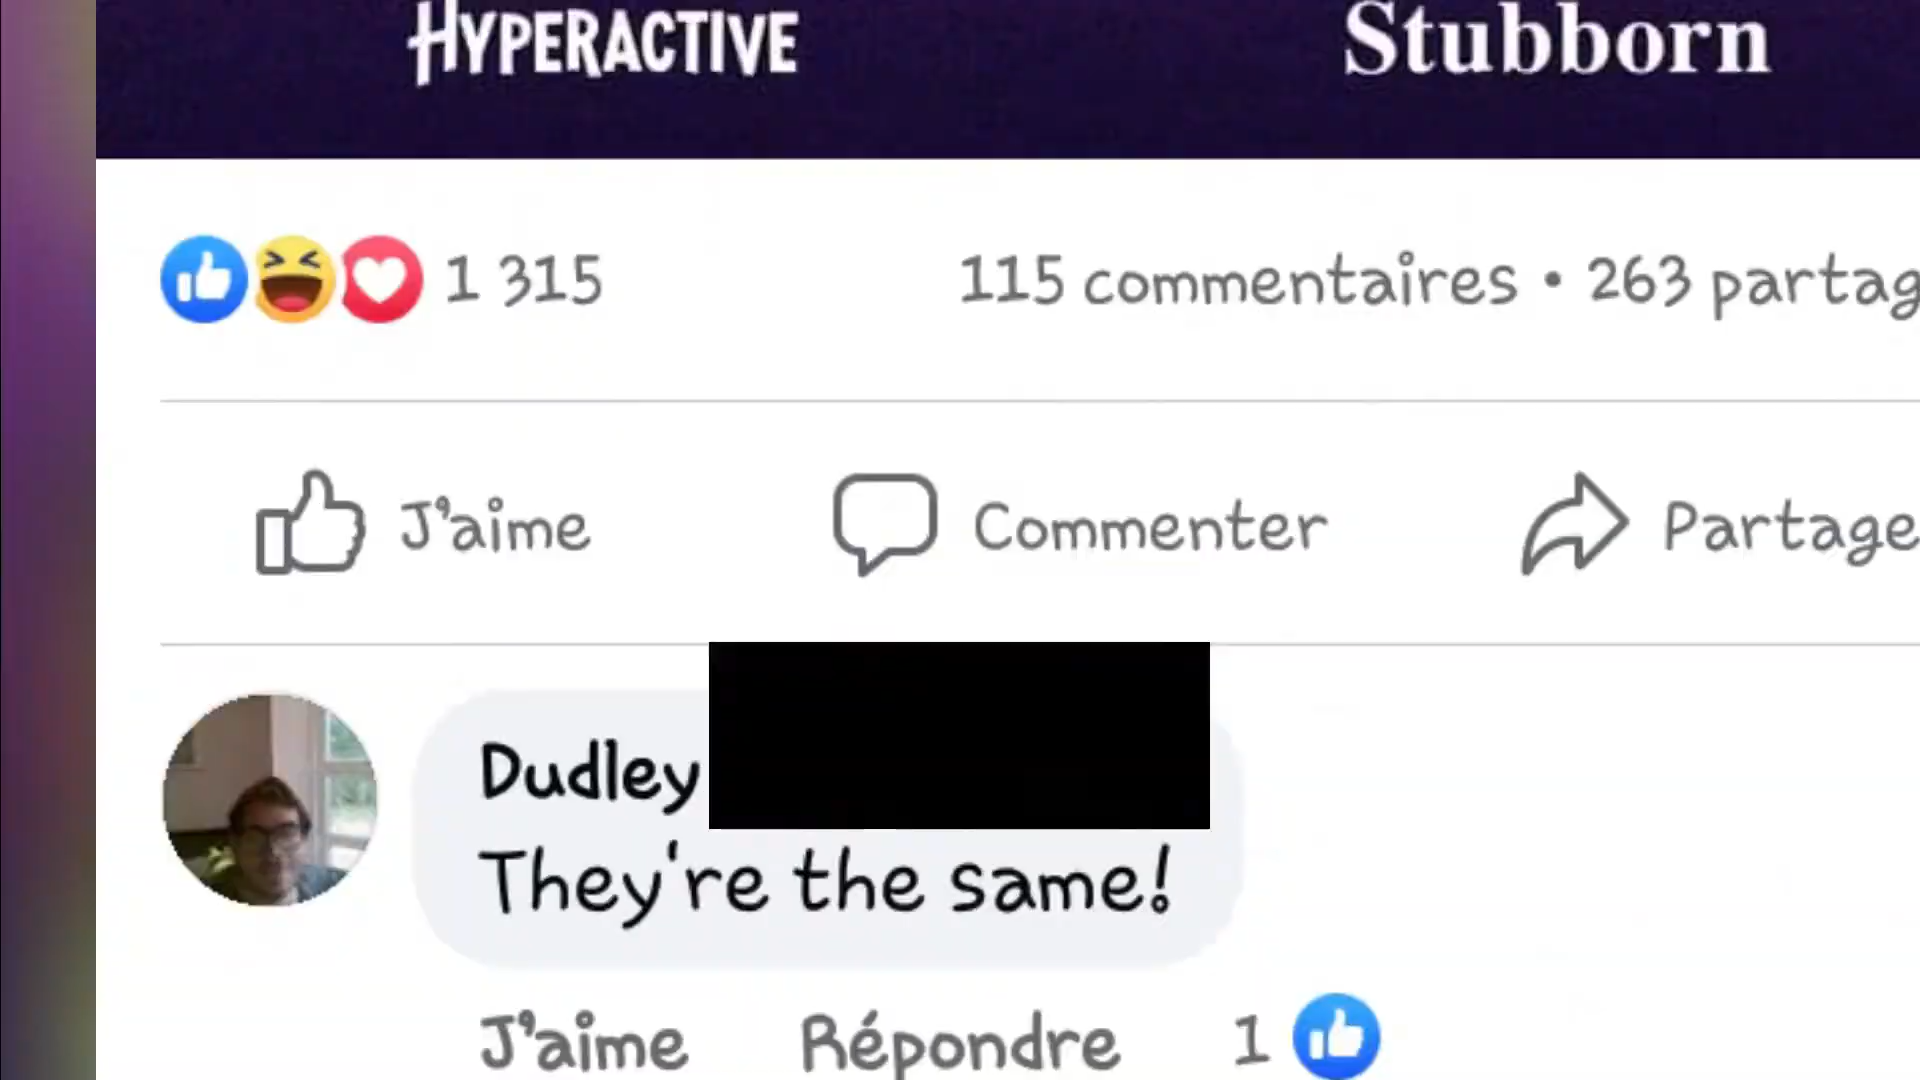 HYPERACTIVE Stubborn
1 315 115 commentaires • 263 partag
J'aime Commenter Partage
Dudley
They're the same!
J'aime Répondre 1